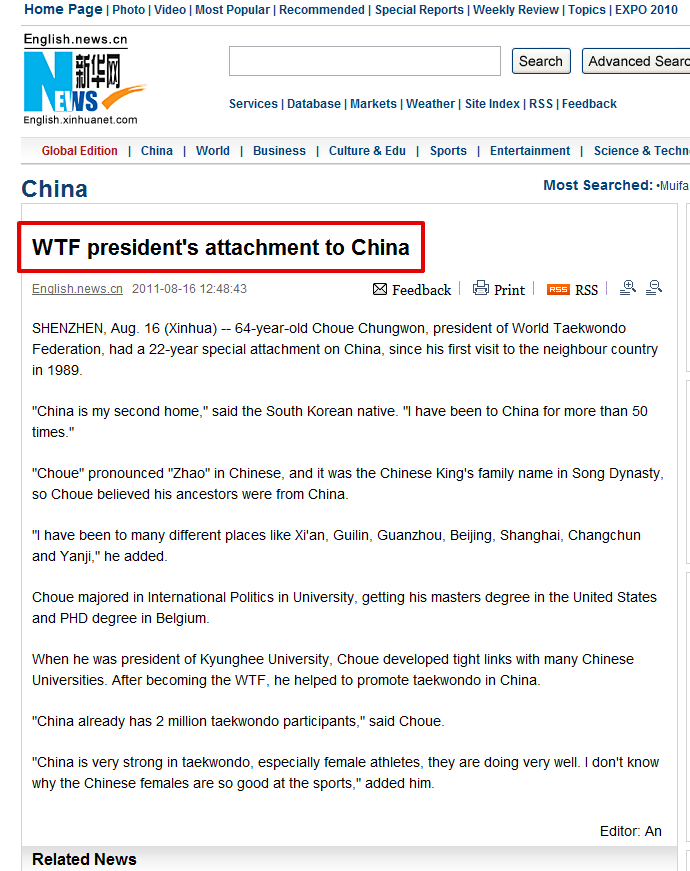 Home Page | Photo | Video | Most Popular | Recommended | Special Reports | Weekly Review | Topics | EXPO 2010
English.news.cn
新华网
NEWS
English.xinhuanet.com
Search
Advanced Searc
Services | Database | Markets | Weather | Site Index | RSS | Feedback
Global Edition | China | World | Business | Culture & Edu | Sports | Entertainment | Science & Techn
China
Most Searched: •Muifa
WTF president's attachment to China
English.news.cn 2011-08-16 12:48:43
Feedback | Print | RSS RSS |
SHENZHEN, Aug. 16 (Xinhua) -- 64-year-old Choue Chungwon, president of World Taekwondo
Federation, had a 22-year special attachment on China, since his first visit to the neighbour country
in 1989.
"China is my second home," said the South Korean native. "I have been to China for more than 50
times."
"Choue" pronounced "Zhao" in Chinese, and it was the Chinese King's family name in Song Dynasty,
so Choue believed his ancestors were from China.
"I have been to many different places like Xi'an, Guilin, Guanzhou, Beijing, Shanghai, Changchun
and Yanji," he added.
Choue majored in International Politics in University, getting his masters degree in the United States
and PHD degree in Belgium.
When he was president of Kyunghee University, Choue developed tight links with many Chinese
Universities. After becoming the WTF, he helped to promote taekwondo in China.
"China already has 2 million taekwondo participants," said Choue.
"China is very strong in taekwondo, especially female athletes, they are doing very well. I don't know
why the Chinese females are so good at the sports," added him.
Editor: An
Related News